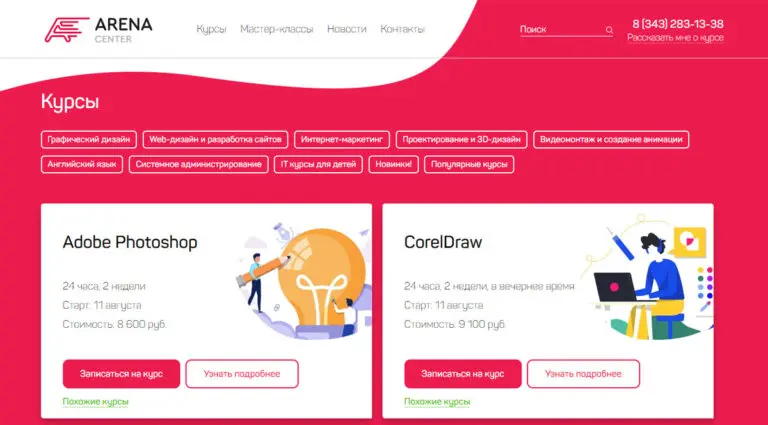 ARENA
CENTER
Курсы Мастер-классы Новости Контакты
Поиск
8 (343) 283-13-38
Рассказать мне о курсе
Курсы
Графический дизайн Web-дизайн и разработка сайтов Интернет-маркетинг Проектирование и 3D-дизайн Видеомонтаж и создание анимации
Английский язык Системное администрирование IT курсы для детей Новинки! Популярные курсы
Adobe Photoshop
24 часа, 2 недели
Старт: 11 августа
Стоимость: 8 600 руб.
Записаться на курс Узнать подробнее
Похожие курсы
CorelDraw
24 часа, 2 недели, в вечернее время
Старт: 11 августа
Стоимость: 9 100 руб.
Записаться на курс Узнать подробнее
Похожие курсы